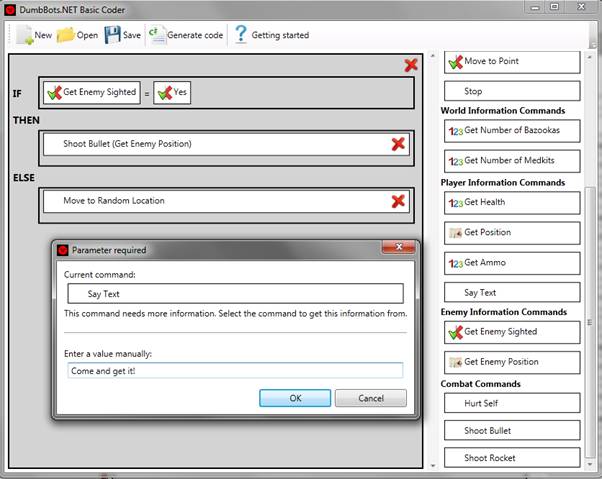 DumbBots.NET Basic Coder
New Open Save Generate code Getting started
IF Get Enemy Sighted = Yes
THEN
Shoot Bullet (Get Enemy Position)
ELSE
Move to Random Location
Parameter required
Current command:
Say Text
This command needs more information. Select the command to get this information from.
Enter a value manually:
Come and get it!
OK Cancel
Move to Point
Stop
World Information Commands
123 Get Number of Bazookas
123 Get Number of Medkits
Player Information Commands
123 Get Health
Get Position
123 Get Ammo
Say Text
Enemy Information Commands
Get Enemy Sighted
Get Enemy Position
Combat Commands
Hurt Self
Shoot Bullet
Shoot Rocket